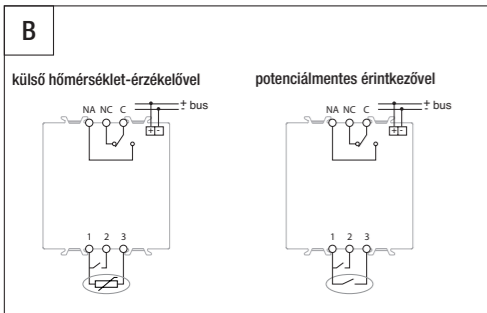 B
külső hőmérséklet-érzékelővel
NA NC C
+ bus
-
+ -
1 2 3
potenciálmentes érintkezővel
NA NC C
+ bus
-
+ -
1 2 3